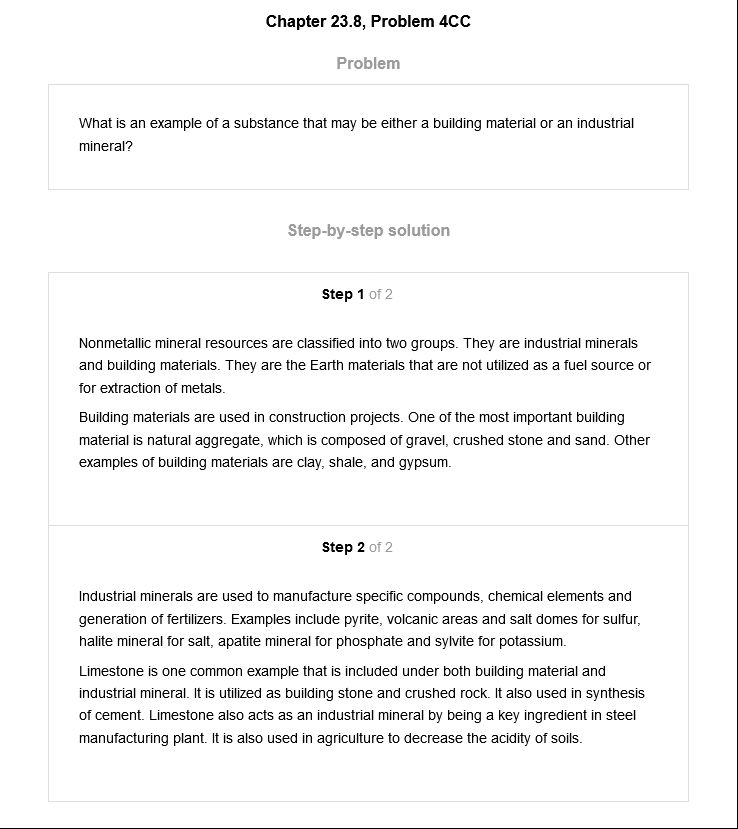 Chapter 23.8, Problem 4CC
Problem
What is an example of a substance that may be either a building material or an industrial
mineral?
Step-by-step solution
Step 1 of 2
Nonmetallic mineral resources are classified into two groups. They are industrial minerals
and building materials. They are the Earth materials that are not utilized as a fuel source or
for extraction of metals.
Building materials are used in construction projects. One of the most important building
material is natural aggregate, which is composed of gravel, crushed stone and sand. Other
examples of building materials are clay, shale, and gypsum.
Step 2 of 2
Industrial minerals are used to manufacture specific compounds, chemical elements and
generation of fertilizers. Examples include pyrite, volcanic areas and salt domes for sulfur,
halite mineral for salt, apatite mineral for phosphate and sylvite for potassium.
Limestone is one common example that is included under both building material and
industrial mineral. It is utilized as building stone and crushed rock. It also used in synthesis
of cement. Limestone also acts as an industrial mineral by being a key ingredient in steel
manufacturing plant. It is also used in agriculture to decrease the acidity of soils.